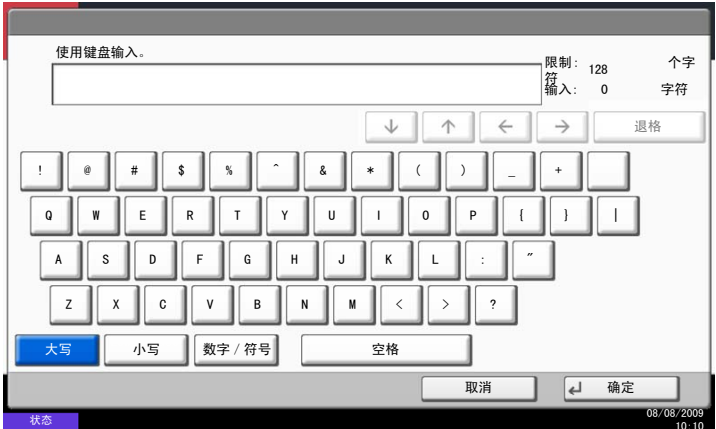 使用键盘输入。
限制: 128 个字
符
输入: 0 字符
↓ ↑ ← → 退格
! @ # $ % ^ & * ( ) _ +
Q W E R T Y U I O P { } |
A S D F G H J K L : ″
Z X C V B N M < > ?
大写 小写 数字 / 符号 空格
取消 确定
状态
08/08/2009
10:10